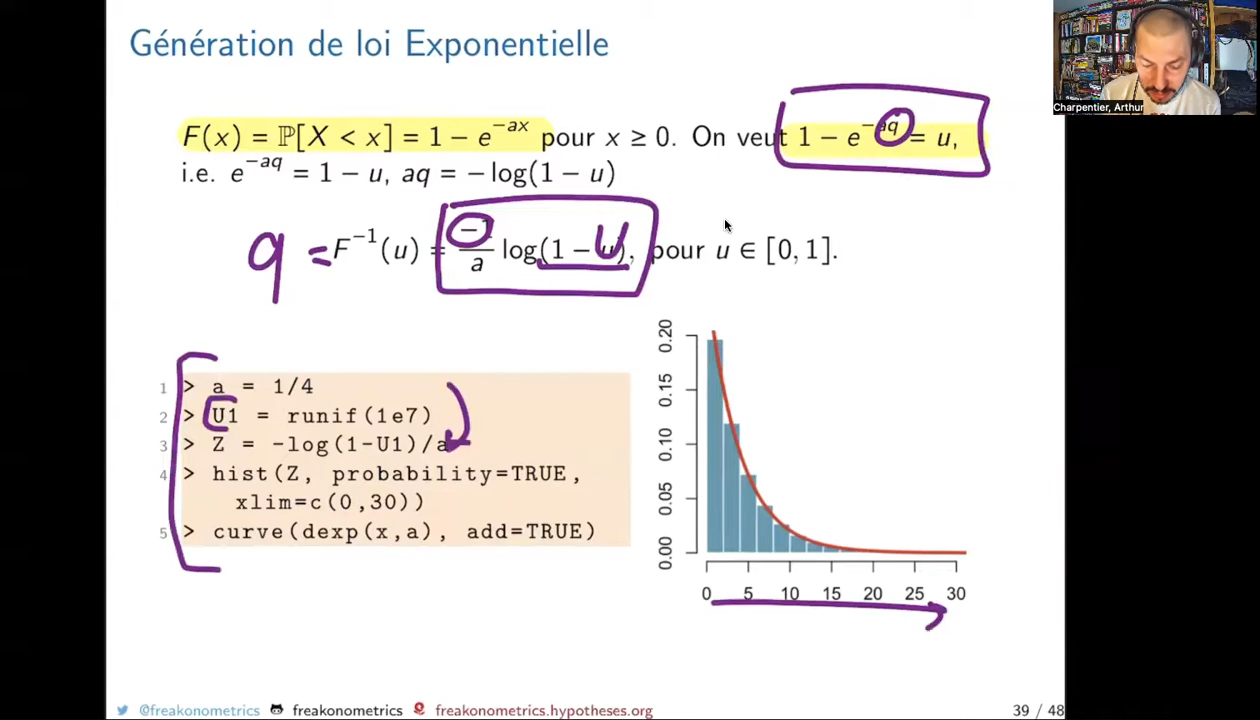 Génération de loi Exponentielle
Charpentier, Arthur
F(x) = ℙ[X < x] = 1 − e^{−ax} pour x ≥ 0. On veut 1 − e^{−aq} = u,
i.e. e^{−aq} = 1 − u, aq = − log(1 − u)
q = F^{−1}(u) = −1/a log(1 − U), pour u ∈ [0, 1].
1 > a = 1/4
2 > U1 = runif(1e7)
3 > Z = -log(1-U1)/a
4 > hist(Z, probability=TRUE,
xlim=c(0,30))
5 > curve(dexp(x,a), add=TRUE)
0.20
0.15
0.10
0.05
0.00
0 5 10 15 20 25 30
@freakonometrics freakonometrics freakonometrics.hypotheses.org 39 / 48